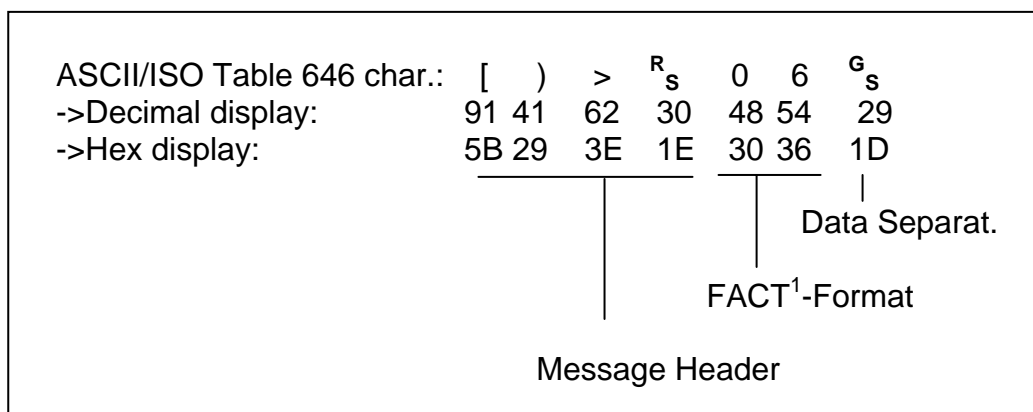 ASCII/ISO Table 646 char.: [ ) > RS 0 6 GS
->Decimal display: 91 41 62 30 48 54 29
->Hex display: 5B 29 3E 1E 30 36 1D
Data Separat.
FACT1-Format
Message Header